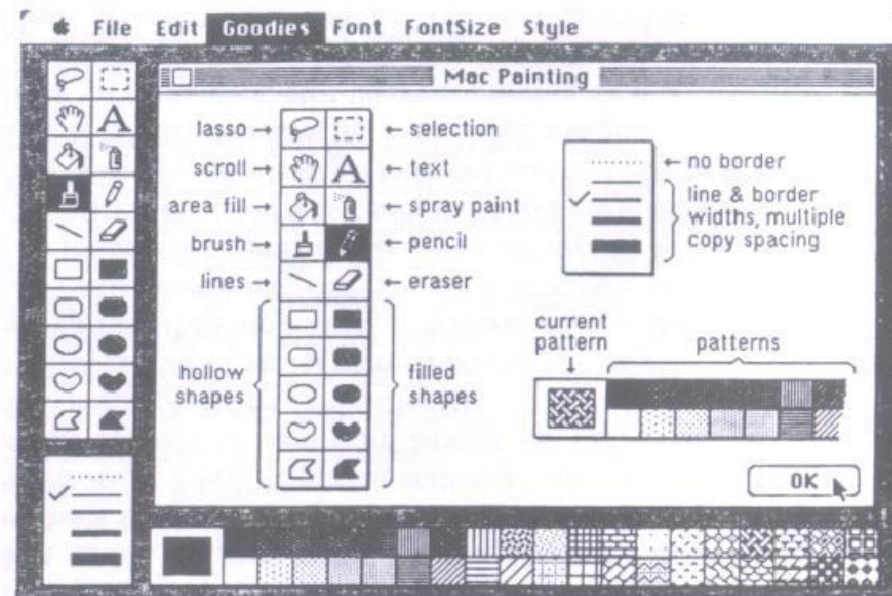 File Edit Goodies Font FontSize Style
Mac Painting
lasso → ← selection
scroll → A ← text
area fill → ← spray paint
brush → ← pencil
lines → ← eraser
hollow
shapes
filled
shapes
← no border
line & border
widths, multiple
copy spacing
current
pattern
patterns
OK
A